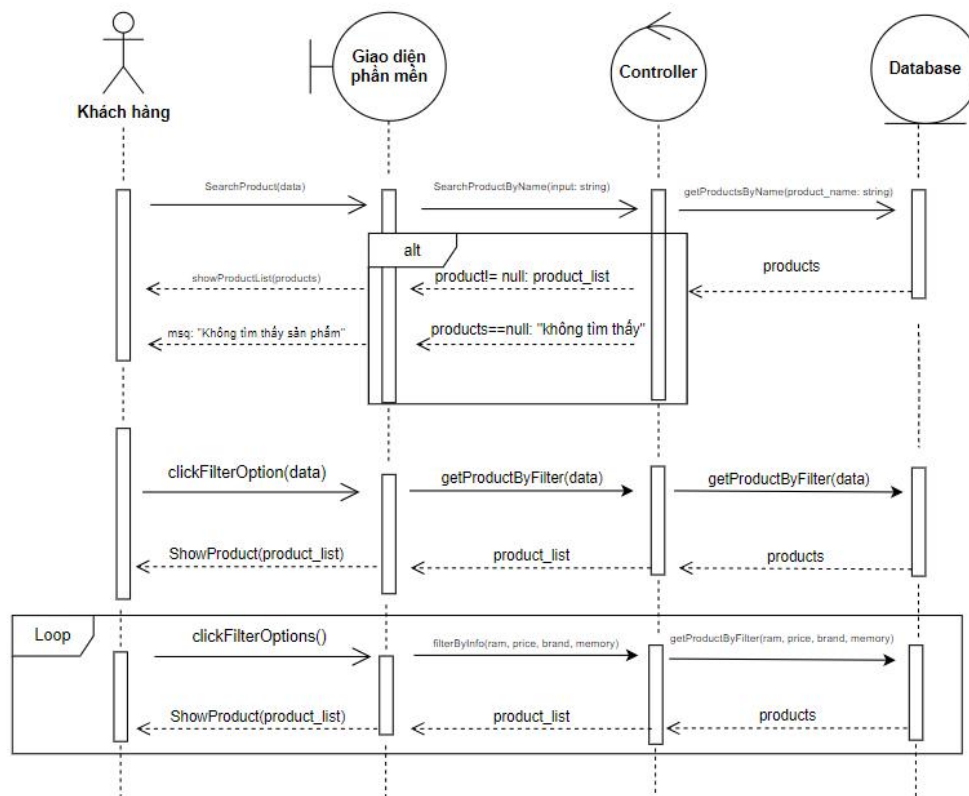 Khách hàng
Giao diện
phần mên
Controller
Database
SearchProduct(data)
SearchProductByName(input: string)
getProductsByName(product_name: string)
alt
products
showProductList(products)
product!= null: product_list
msq: "Không tìm thấy sản phẩm"
products==null: "không tìm thấy"
clickFilterOption(data)
getProductByFilter(data)
getProductByFilter(data)
ShowProduct(product_list)
product_list
products
Loop
clickFilterOptions()
filterByInfo(ram, price, brand, memory)
getProductByFilter(ram, price, brand, memory)
ShowProduct(product_list)
product_list
products